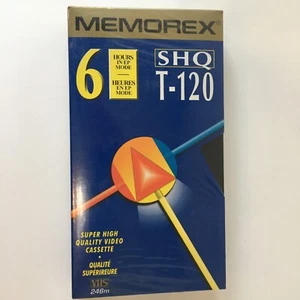 MEMOREX®
6
HOURS
IN EP
MODE
HEURES
EN EP
MODE
SHQ
T-120
SUPER HIGH
QUALITY VIDEO
CASSETTE
•
QUALITÉ
SUPÉRIEURE
VHS
246m